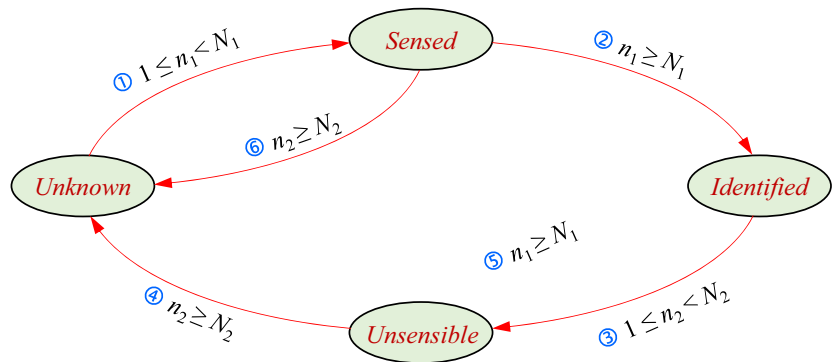 Sensed
② n₁ ≥ N₁
① 1 ≤ n₁ < N₁
⑥ n₂ ≥ N₂
Unknown
Identified
⑤ n₁ ≥ N₁
④ n₂ ≥ N₂
Unsensible
③ 1 ≤ n₂ < N₂